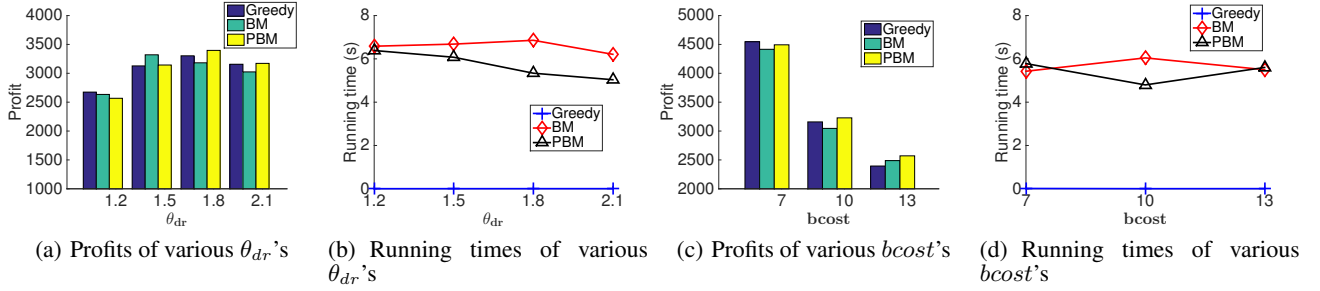 4000
3500
3000
2500
2000
1500
1000
Profit
Greedy
BM
PBM
1.2 1.5 1.8 2.1
θdr
(a) Profits of various θdr's
8
6
4
2
0
Running time (s)
Greedy
BM
PBM
1.2 1.5 1.8 2.1
θdr
(b) Running times of various
θdr's
5000
4500
4000
3500
3000
2500
2000
Profit
Greedy
BM
PBM
7 10 13
bcost
(c) Profits of various bcost's
8
6
4
2
0
Running time (s)
Greedy
BM
PBM
7 10 13
bcost
(d) Running times of various
bcost's